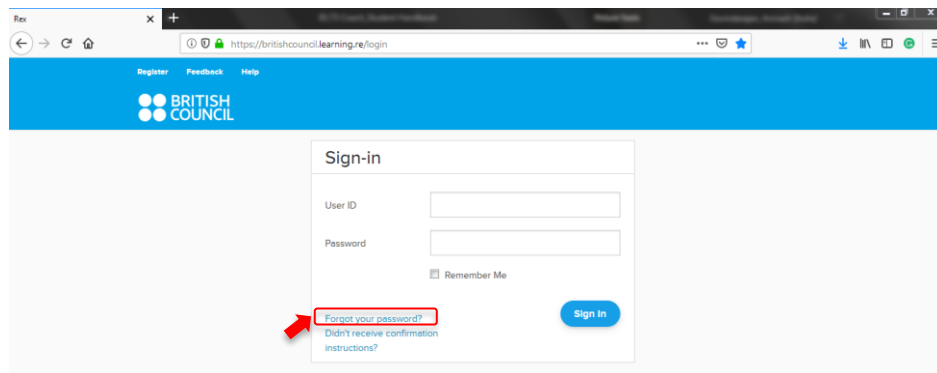 Rex
https://britishcouncil.learning.re/login
Register Feedback Help
BRITISH
COUNCIL
Sign-in
User ID
Password
Remember Me
Forgot your password?
Sign In
Didn't receive confirmation
instructions?